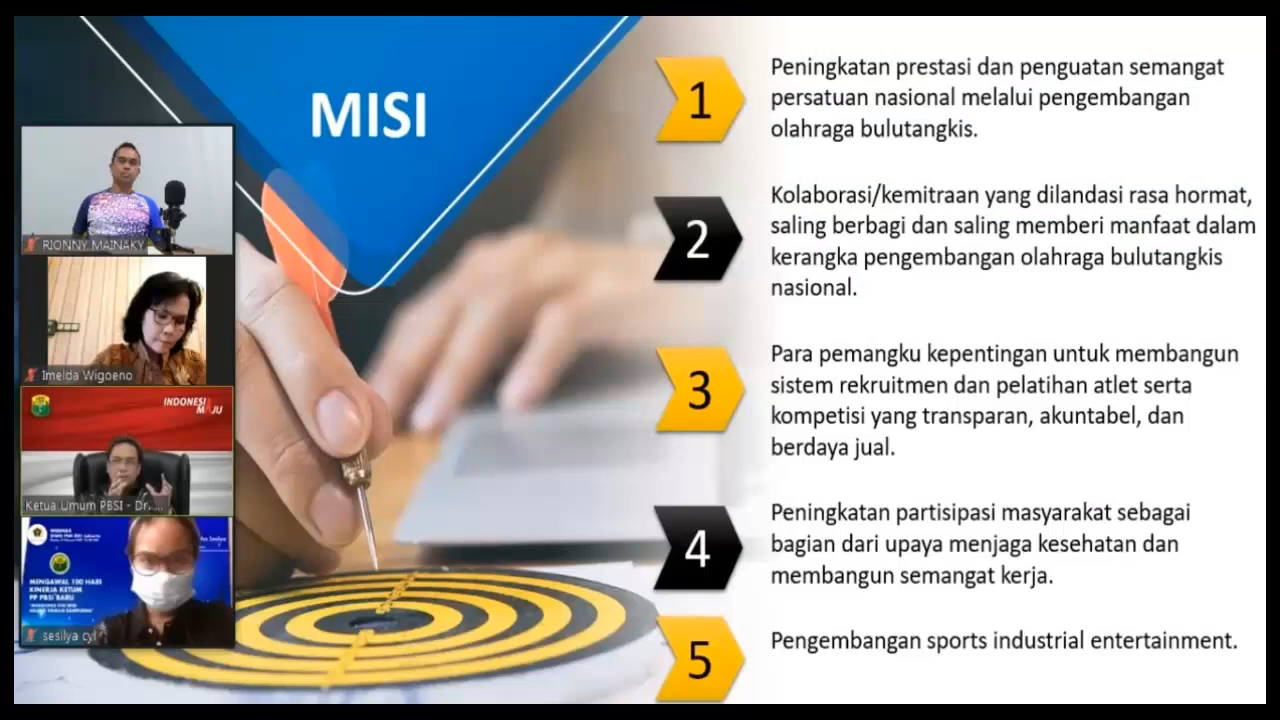 MISI
1
Peningkatan prestasi dan penguatan semangat
persatuan nasional melalui pengembangan
olahraga bulutangkis.
2
Kolaborasi/kemitraan yang dilandasi rasa hormat,
saling berbagi dan saling memberi manfaat dalam
kerangka pengembangan olahraga bulutangkis
nasional.
3
Para pemangku kepentingan untuk membangun
sistem rekruitmen dan pelatihan atlet serta
kompetisi yang transparan, akuntabel, dan
berdaya jual.
4
Peningkatan partisipasi masyarakat sebagai
bagian dari upaya menjaga kesehatan dan
membangun semangat kerja.
5
Pengembangan sports industrial entertainment.
RIONNY MAINAKY
Imelda Wigoeno
INDONESI
M JU
Ketua Umum PBSI - Dr....
WEBINAR
MENGAWAL 100 HARI
KINERJA KETUM
PP PBSI BARU
sesilya cyl